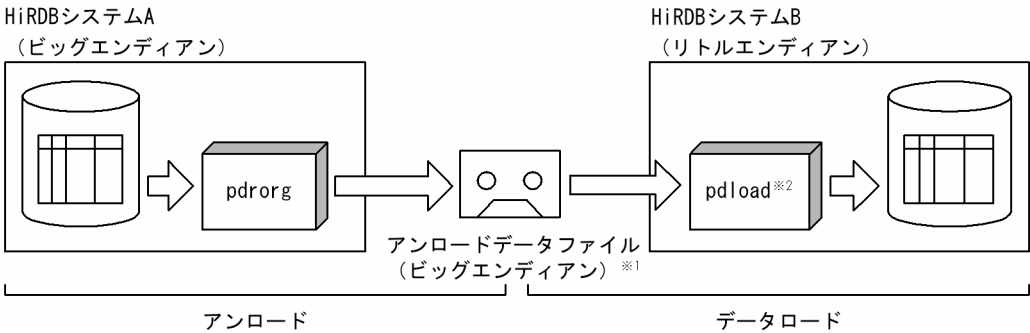 HiRDBシステムA
(ビッグエンディアン)
HiRDBシステムB
(リトルエンディアン)
pdrorg
pdload※2
アンロードデータファイル
(ビッグエンディアン)※1
アンロード
データロード